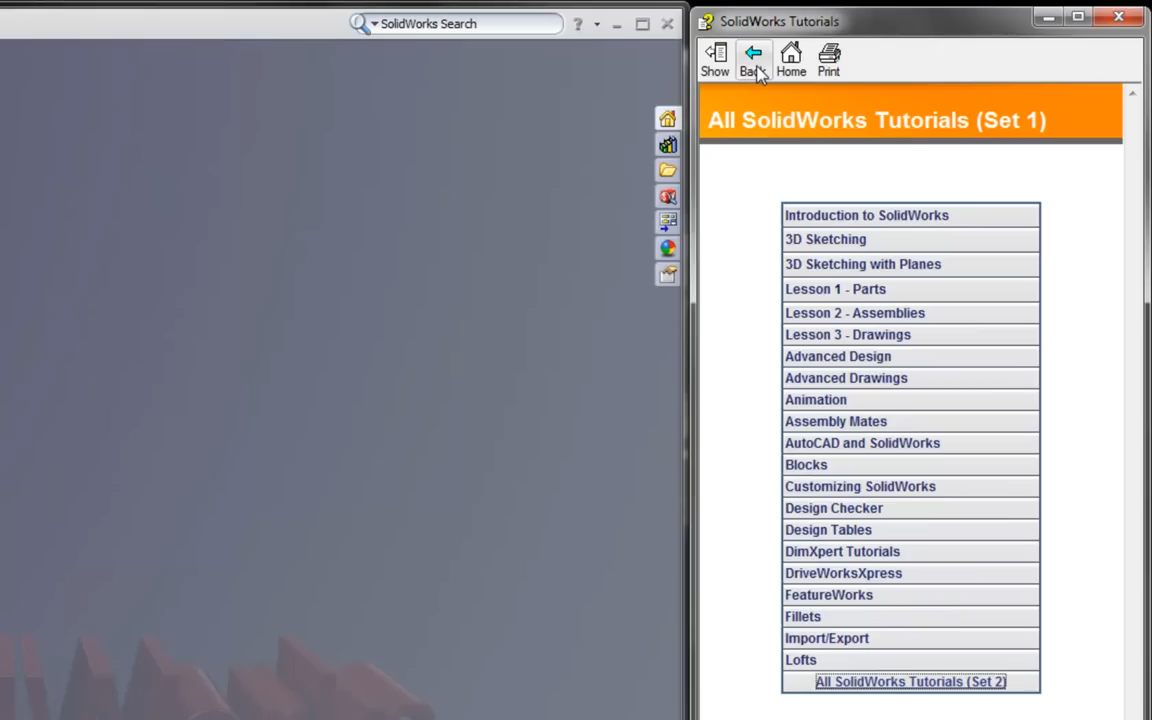 SolidWorks Search
?
SolidWorks Tutorials
Show
Back
Home
Print
All SolidWorks Tutorials (Set 1)
Introduction to SolidWorks
3D Sketching
3D Sketching with Planes
Lesson 1 - Parts
Lesson 2 - Assemblies
Lesson 3 - Drawings
Advanced Design
Advanced Drawings
Animation
Assembly Mates
AutoCAD and SolidWorks
Blocks
Customizing SolidWorks
Design Checker
Design Tables
DimXpert Tutorials
DriveWorksXpress
FeatureWorks
Fillets
Import/Export
Lofts
All SolidWorks Tutorials (Set 2)